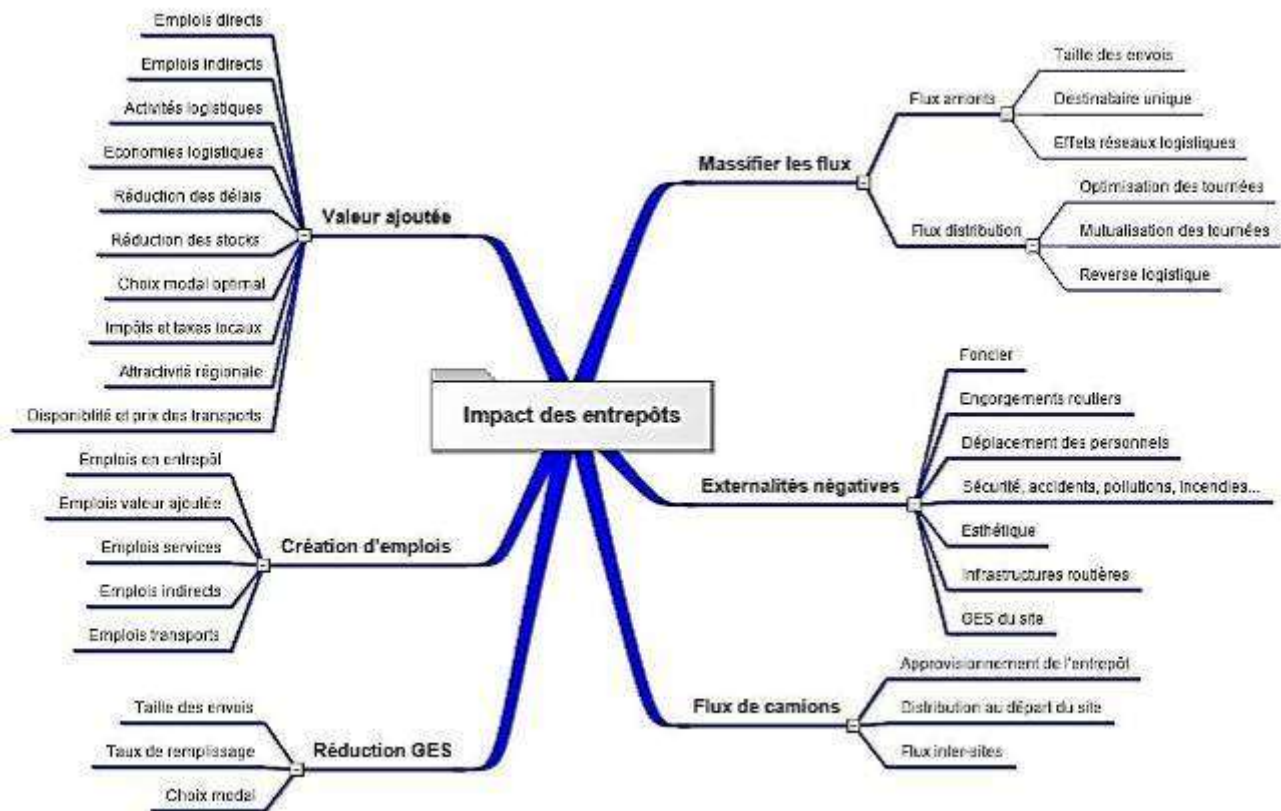 Emplois directs
Emplois indirects
Activités logistiques
Economies logistiques
Réduction des délais
Réduction des stocks
Choix modal optimal
Impâts et taxes locaux
Attractivité régionale
Disponiblité et prix des transports
Valeur ajoutée
Emplois en entrepôt
Emplois valeur ajoutée
Emplois services
Emplois indirects
Emplois transports
Création d'emplois
Taille des envois
Taux de remplissage
Choix modal
Réduction GES
Impact des entrepôts
Massifier les flux
Flux amonts
Taille des envois
Destinataire unique
Effets réseaux logistiques
Flux distribution
Optimisation des tournées
Mutualisation des tournées
Reverse logistique
Externalités négatives
Foncier
Engorgements routiers
Déplacement des personnels
Sécurité, accidents, pollutions, incendies...
Esthétique
Infrastructures routières
GES du site
Flux de camions
Approvisionnement de l'entrepôt
Distribution au départ du site
Flux inter-sites